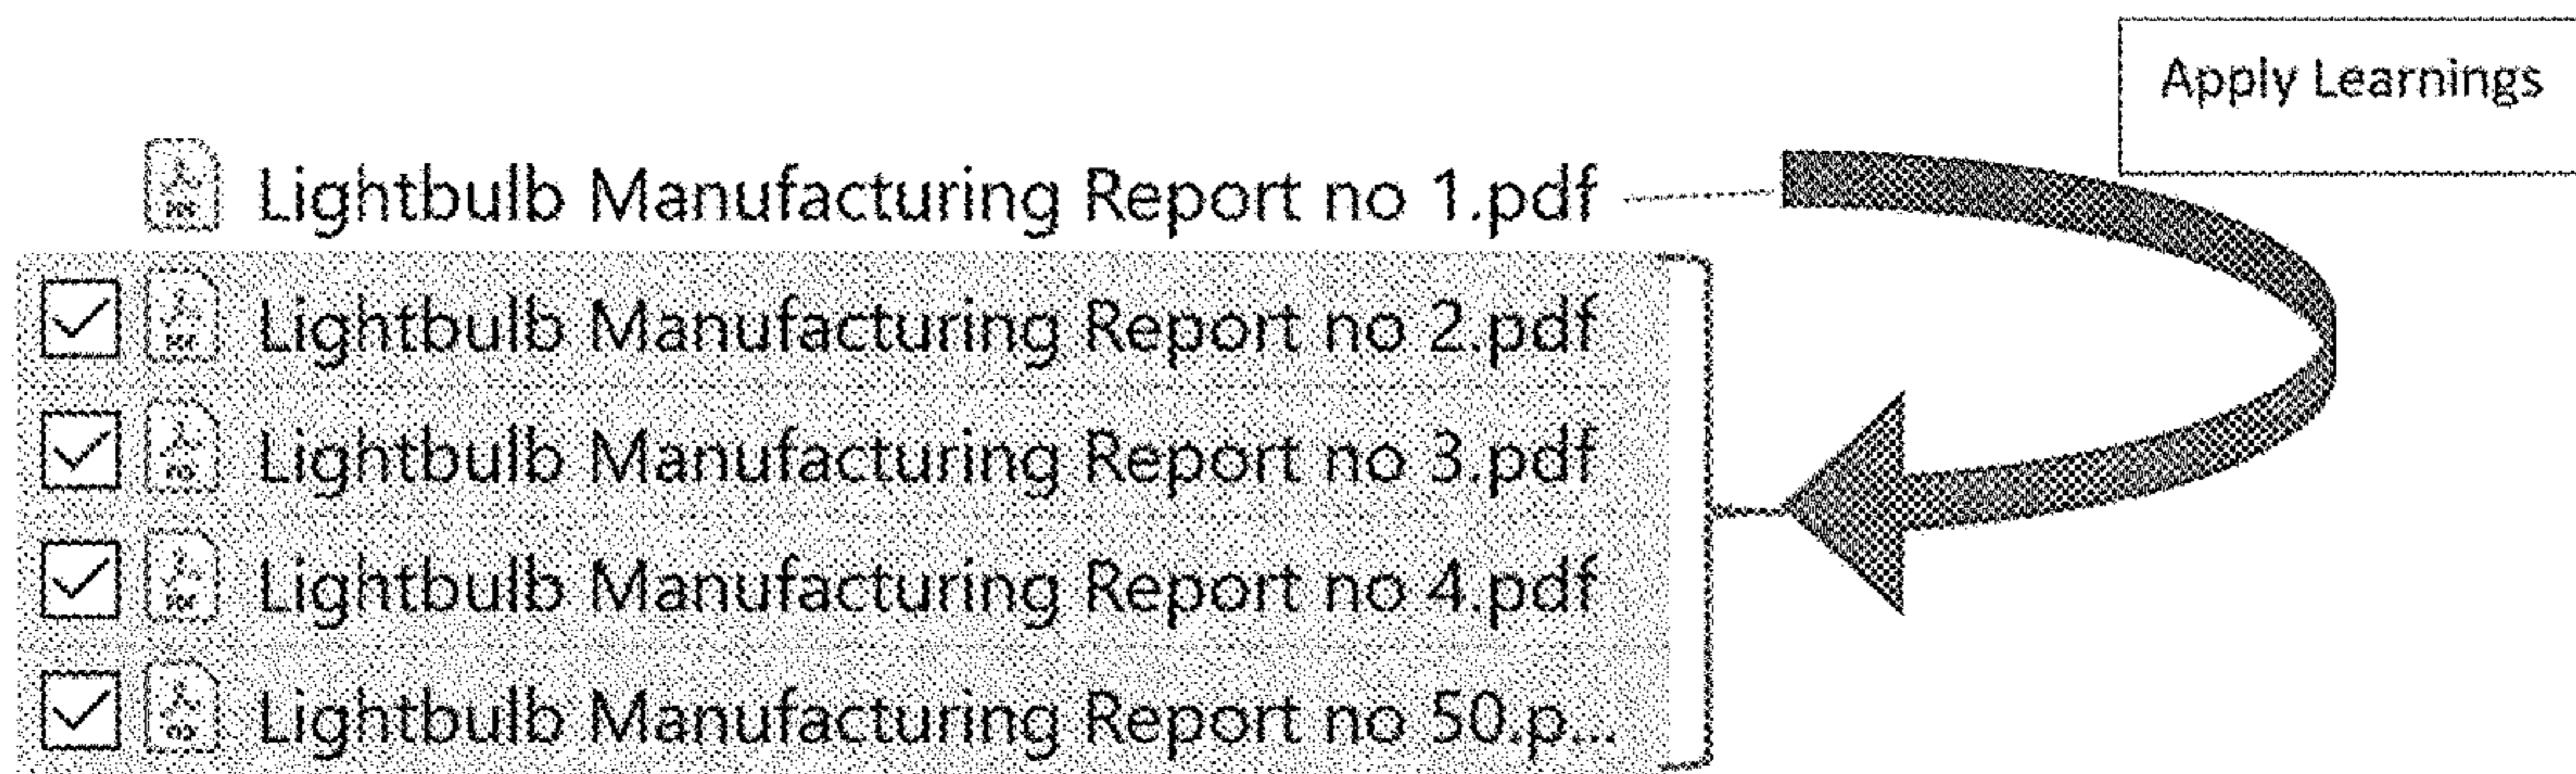 Apply Learnings
Lightbulb Manufacturing Report no 1.pdf
Lightbulb Manufacturing Report no 2.pdf
Lightbulb Manufacturing Report no 3.pdf
Lightbulb Manufacturing Report no 4.pdf
Lightbulb Manufacturing Report no 50.p...